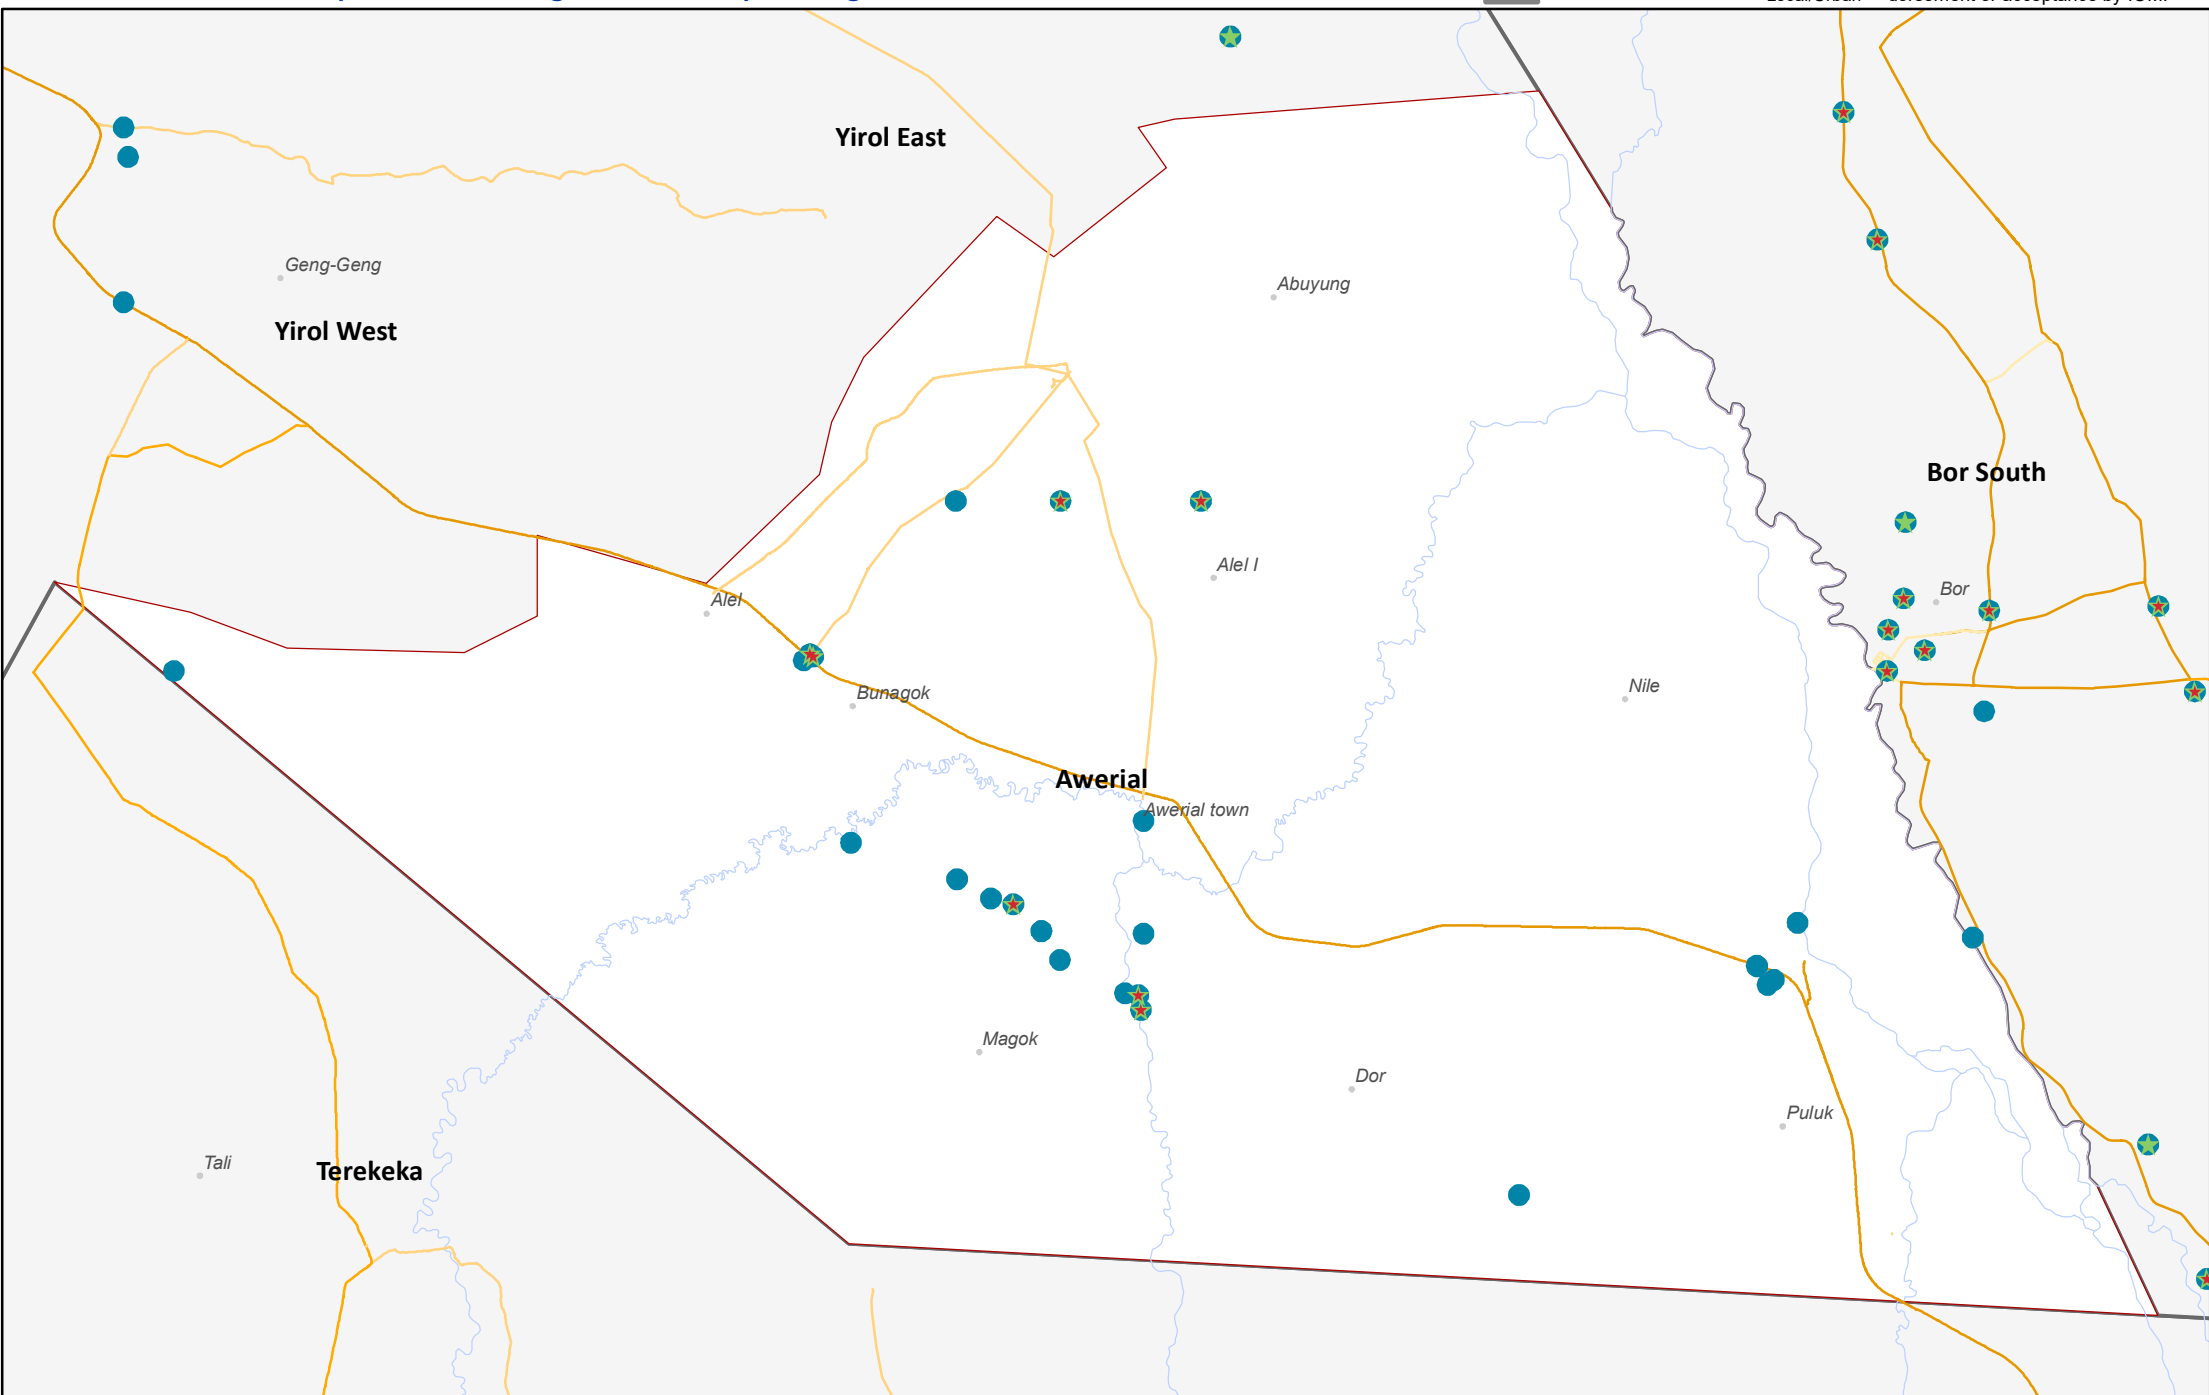 Yirol East
Geng-Geng
Abuyung
Yirol West
Bor South
Alel I
Bor
Alel
Nile
Bunagok
Awerial
Awerial town
Magok
Dor
Puluk
Tali
Terekeka